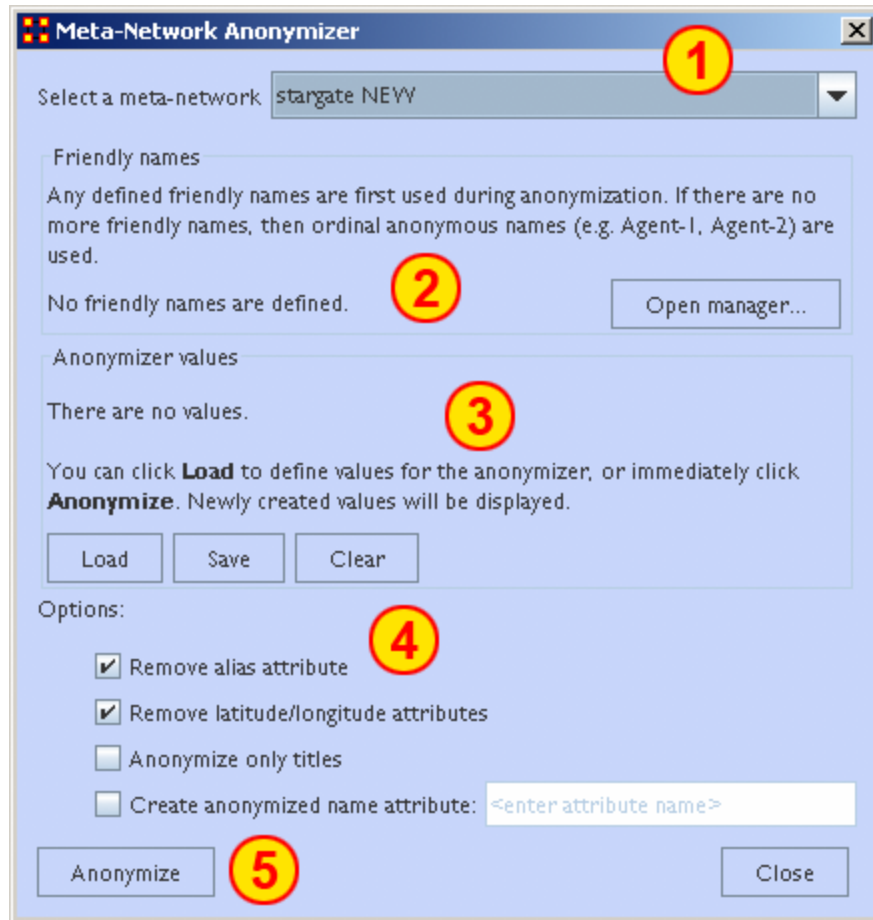 Meta-Network Anonymizer
1
Select a meta-network stargate NEW
Friendly names
Any defined friendly names are first used during anonymization. If there are no
more friendly names, then ordinal anonymous names (e.g. Agent-1, Agent-2) are
used.
2
No friendly names are defined. Open manager...
Anonymizer values
There are no values.
3
You can click Load to define values for the anonymizer, or immediately click
Anonymize. Newly created values will be displayed.
Load Save Clear
Options:
4
Remove alias attribute
Remove latitude/longitude attributes
Anonymize only titles
Create anonymized name attribute: <enter attribute name>
Anonymize 5 Close